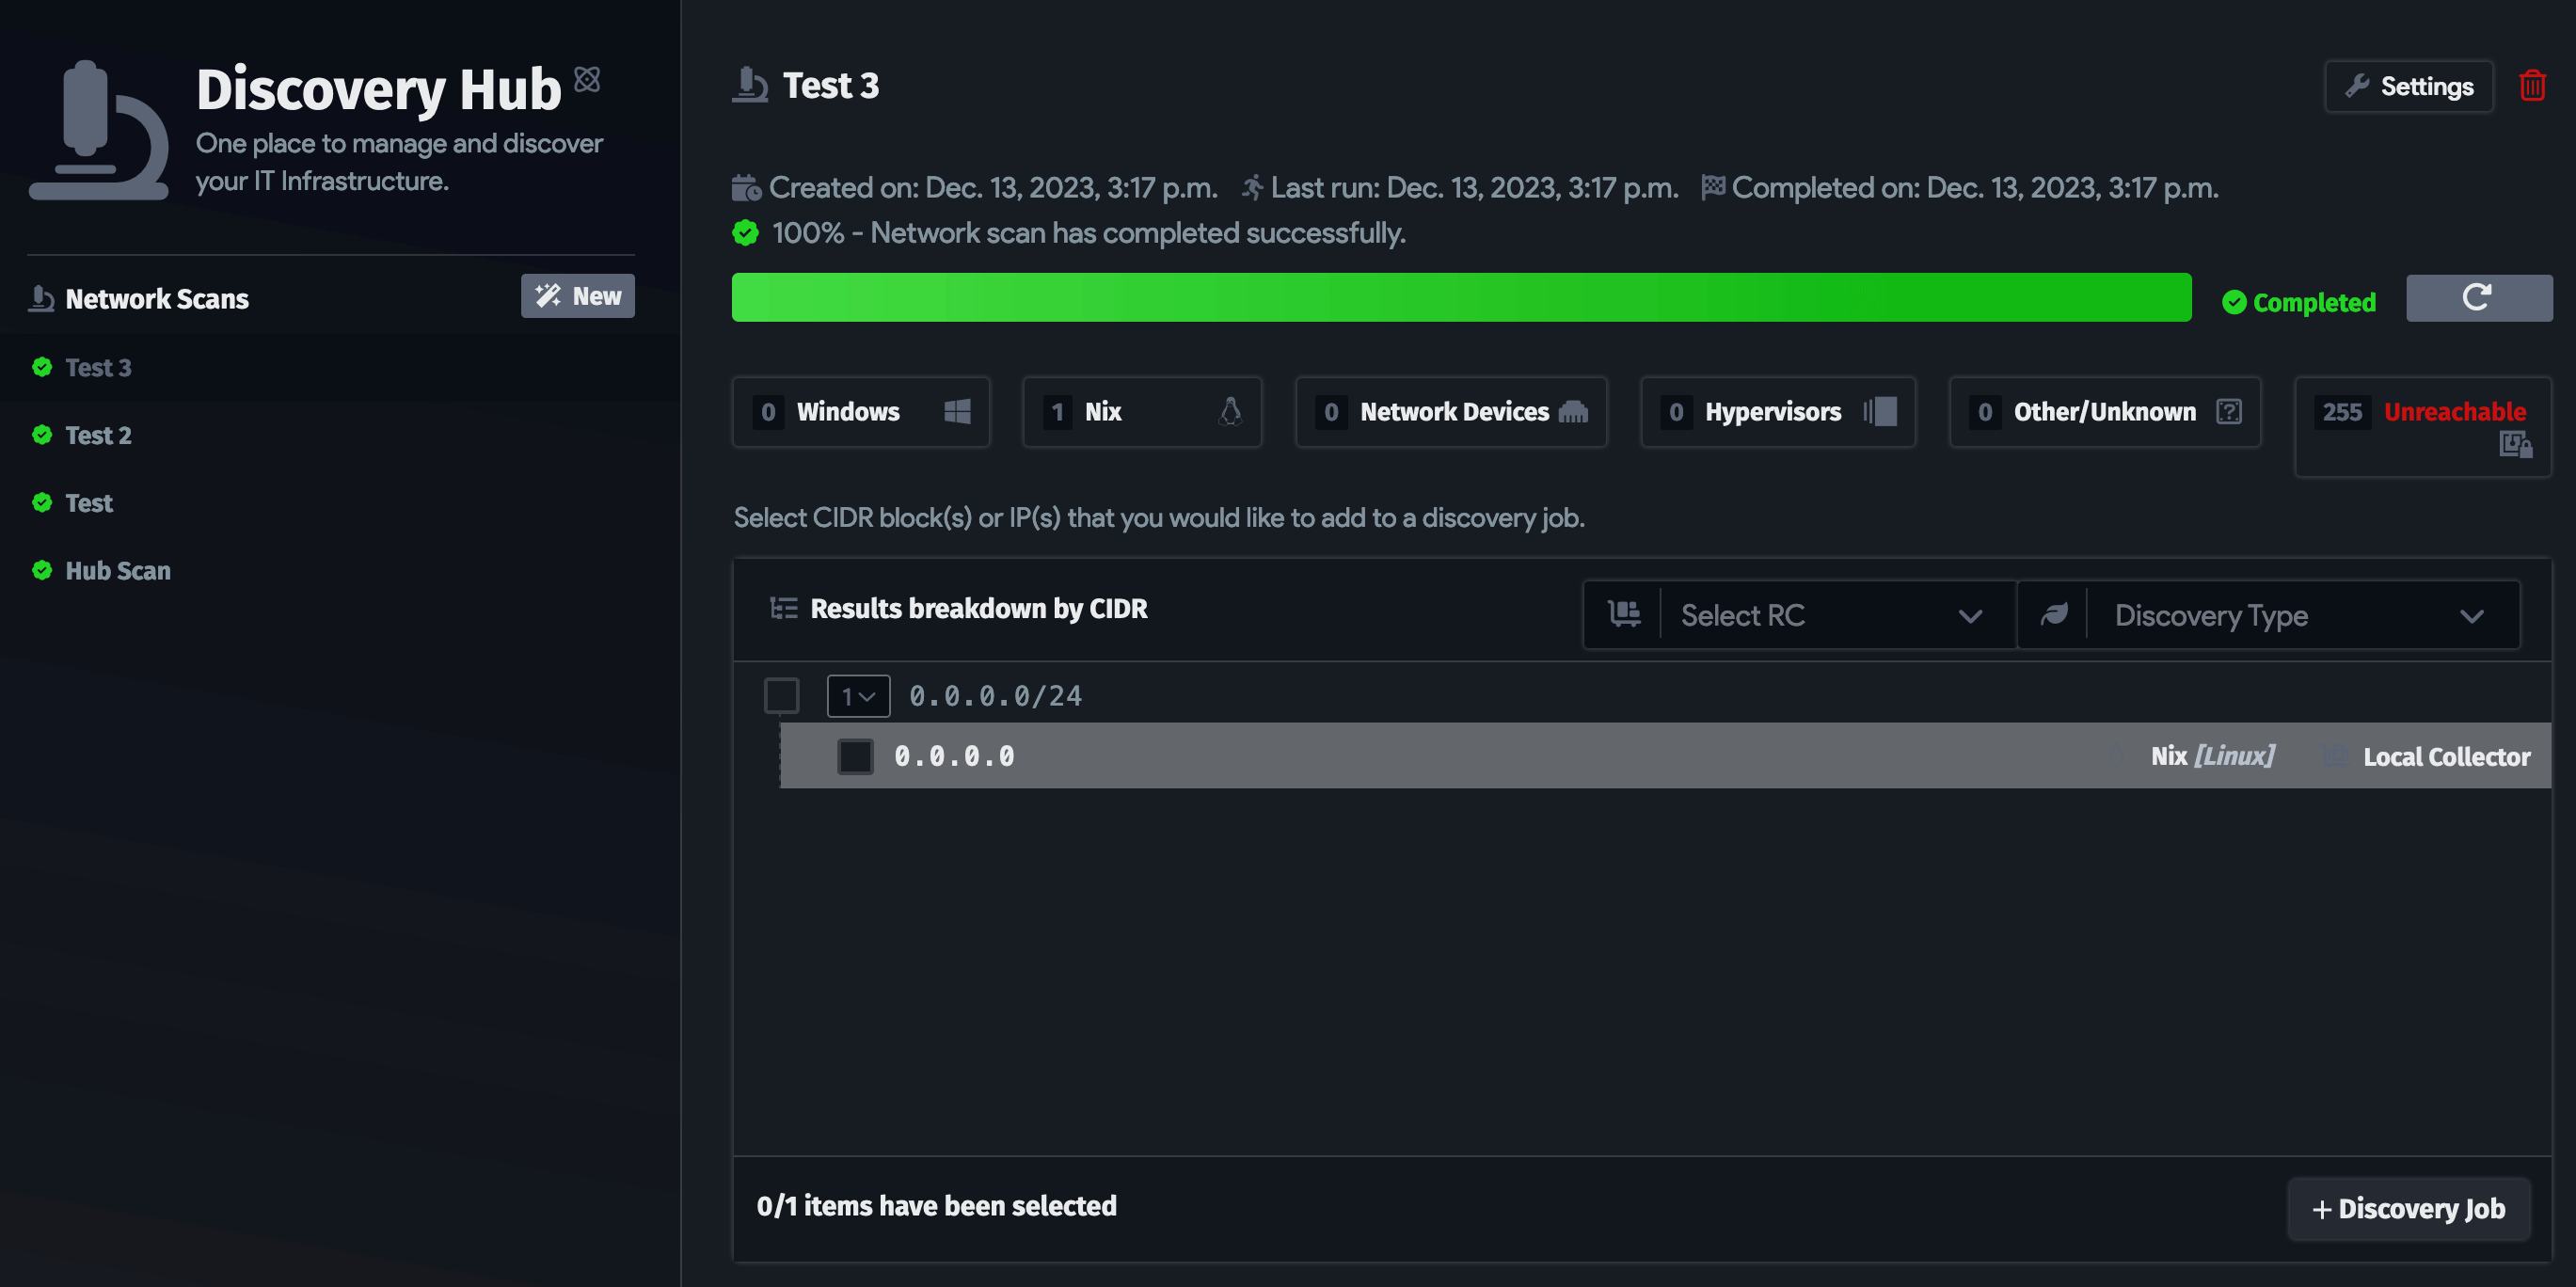 Discovery Hub
One place to manage and discover
your IT Infrastructure.
Network Scans
New
Test 3
Test 2
Test
Hub Scan
Test 3
Settings
Created on: Dec. 13, 2023, 3:17 p.m. Last run: Dec. 13, 2023, 3:17 p.m. Completed on: Dec. 13, 2023, 3:17 p.m.
100% - Network scan has completed successfully.
Completed
0 Windows
1 Nix
0 Network Devices
0 Hypervisors
0 Other/Unknown
255 Unreachable
Select CIDR block(s) or IP(s) that you would like to add to a discovery job.
Results breakdown by CIDR
Select RC
Discovery Type
1 0.0.0.0/24
0.0.0.0 Nix [Linux] Local Collector
0/1 items have been selected
+ Discovery Job